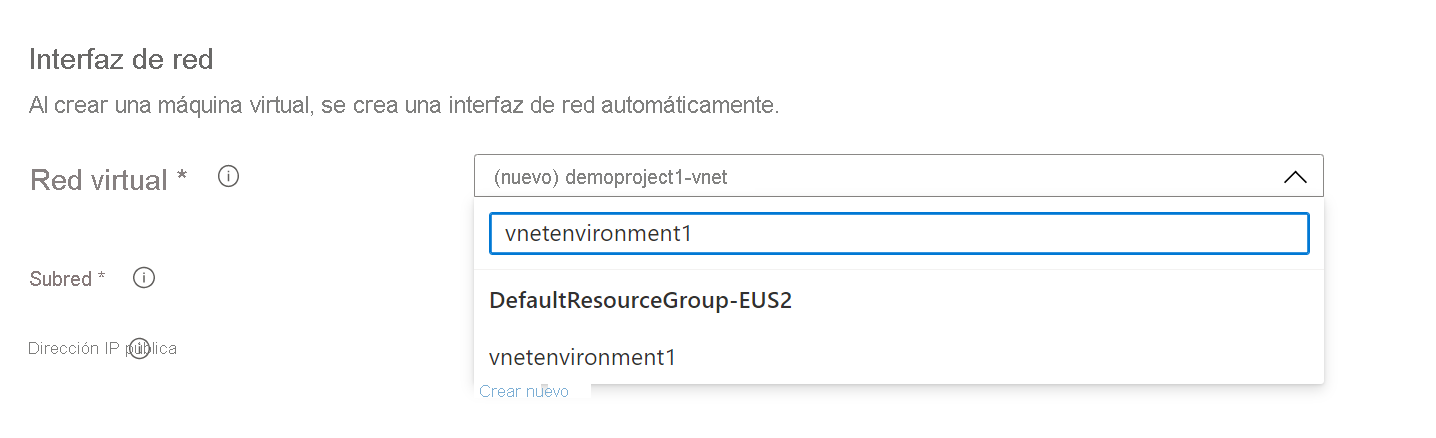 Interfaz de red
Al crear una máquina virtual, se crea una interfaz de red automáticamente.
Red virtual *
(nuevo) demoproject1-vnet
vnetenvironment1
Subred *
DefaultResourceGroup-EUS2
Dirección IP pública
vnetenvironment1
Crear nuevo